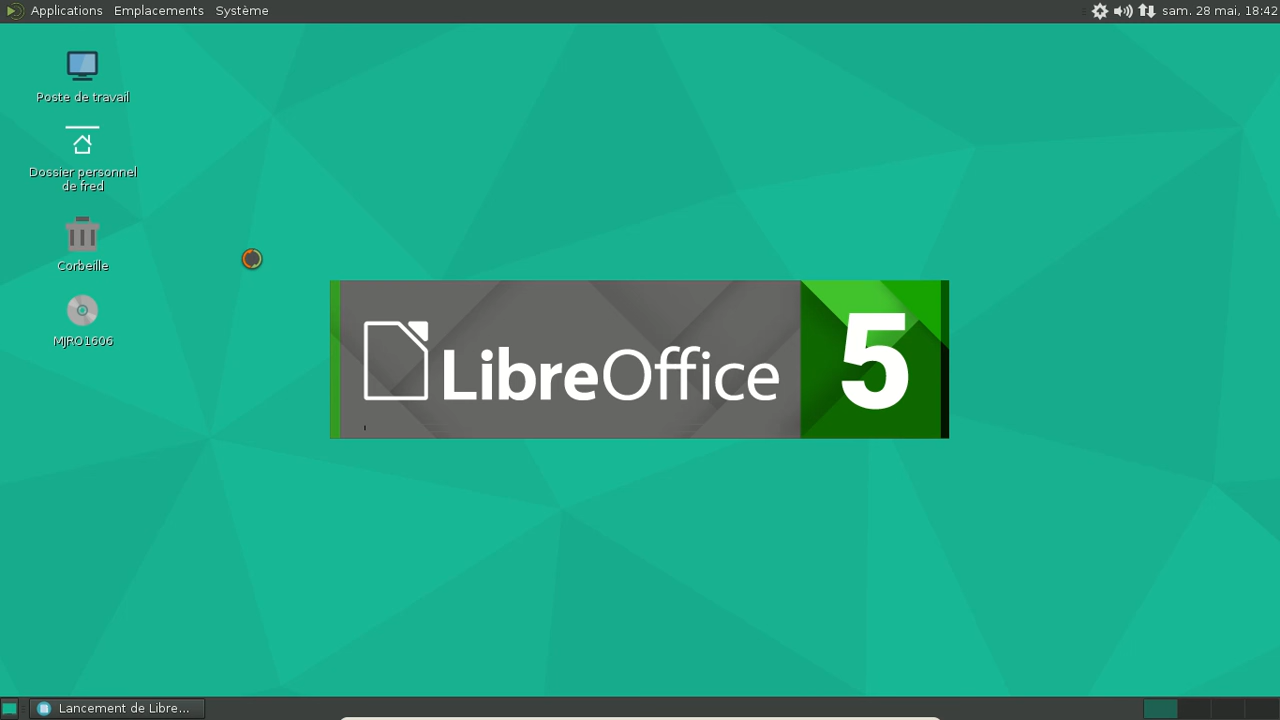 Applications Emplacements Système
sam. 28 mai, 18:42
Poste de travail
Dossier personnel
de fred
Corbeille
MJRO1606
LibreOffice 5
Lancement de Libre...